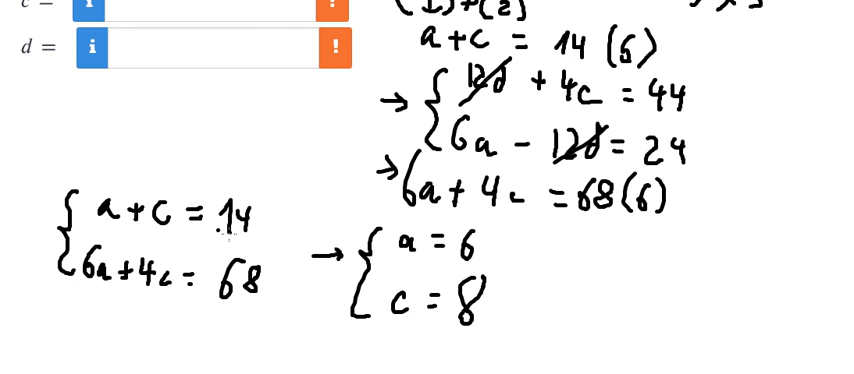 c =
i
!
(1)+(2)
d =
i
!
a+c = 14 (5)
→ { 12d + 4c = 44
6a - 12d = 24
→ 6a + 4c = 68 (6)
{ a+c = 14
6a+4c = 68
→ { a = 6
c = 8